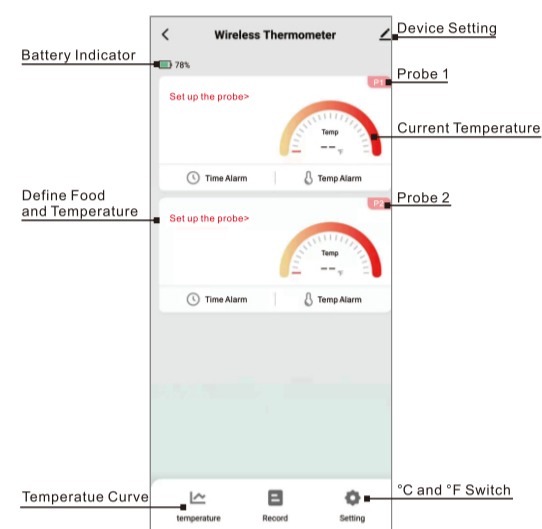 Wireless Thermometer
Device Setting
Battery Indicator
78%
Probe 1
P1
Set up the probe>
Temp
--°F
Current Temperature
Time Alarm
Temp Alarm
Define Food
and Temperature
Probe 2
P2
Set up the probe>
Temp
--°F
Time Alarm
Temp Alarm
Temperatue Curve
°C and °F Switch
temperature
Record
Setting